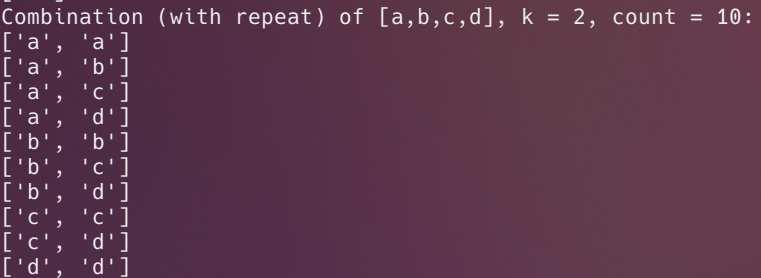 Combination (with repeat) of [a,b,c,d], k = 2, count = 10:
['a', 'a']
['a', 'b']
['a', 'c']
['a', 'd']
['b', 'b']
['b', 'c']
['b', 'd']
['c', 'c']
['c', 'd']
['d', 'd']